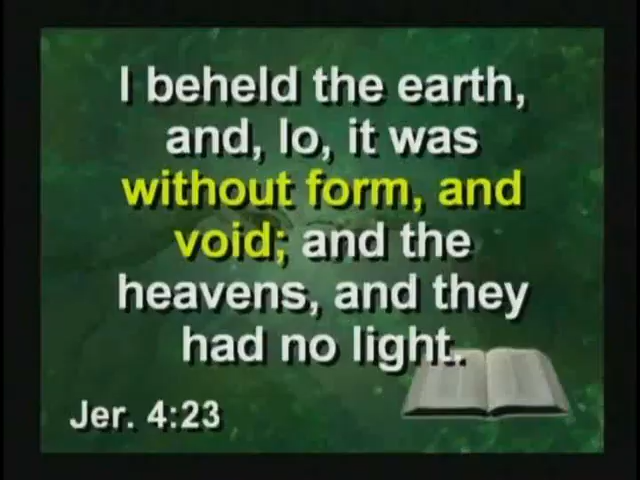 I beheld the earth,
and, lo, it was
without form, and
void; and the
heavens, and they
had no light.
Jer. 4:23